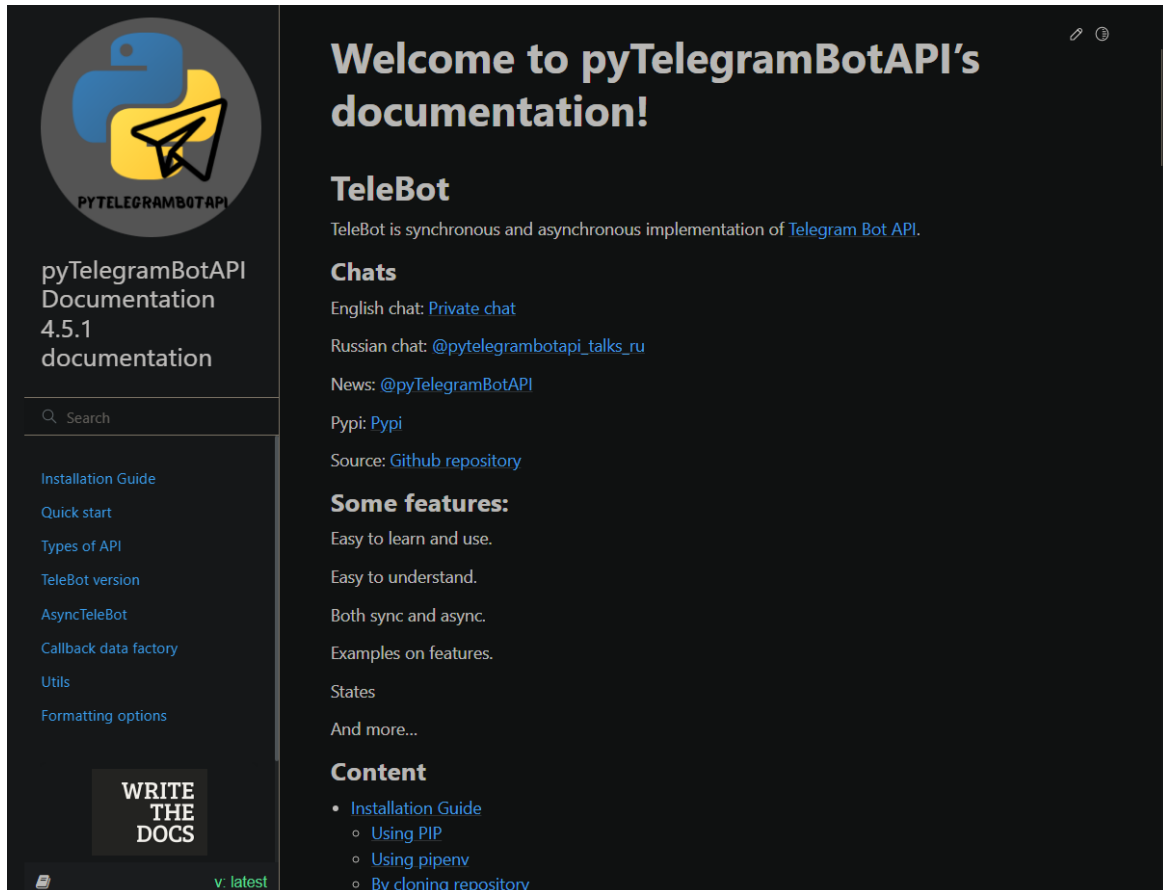 PYTELEGRAMBOTAPI
pyTelegramBotAPI
Documentation
4.5.1
documentation
Search
Installation Guide
Quick start
Types of API
TeleBot version
AsyncTeleBot
Callback data factory
Utils
Formatting options
WRITE
THE
DOCS
v: latest
Welcome to pyTelegramBotAPI’s
documentation!
TeleBot
TeleBot is synchronous and asynchronous implementation of Telegram Bot API.
Chats
English chat: Private chat
Russian chat: @pytelegrambotapi_talks_ru
News: @pyTelegramBotAPI
Pypi: Pypi
Source: Github repository
Some features:
Easy to learn and use.
Easy to understand.
Both sync and async.
Examples on features.
States
And more…
Content
• Installation Guide
◦ Using PIP
◦ Using pipenv
◦ By cloning repository